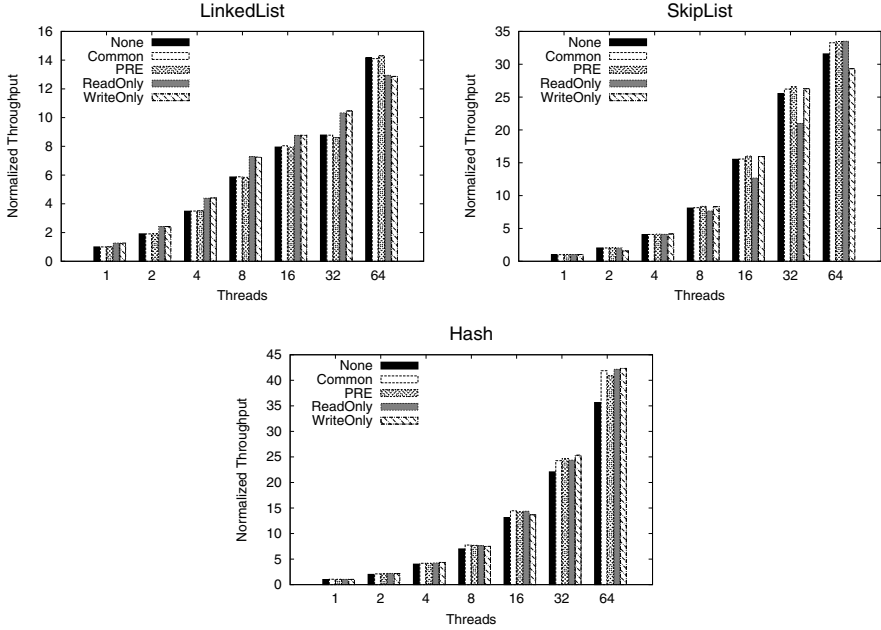 LinkedList
16
14
12
10
8
6
4
2
0
Normalized Throughput
None
Common
PRE
ReadOnly
WriteOnly
1 2 4 8 16 32 64
Threads
SkipList
35
30
25
20
15
10
5
0
Normalized Throughput
None
Common
PRE
ReadOnly
WriteOnly
1 2 4 8 16 32 64
Threads
Hash
45
40
35
30
25
20
15
10
5
0
Normalized Throughput
None
Common
PRE
ReadOnly
WriteOnly
1 2 4 8 16 32 64
Threads